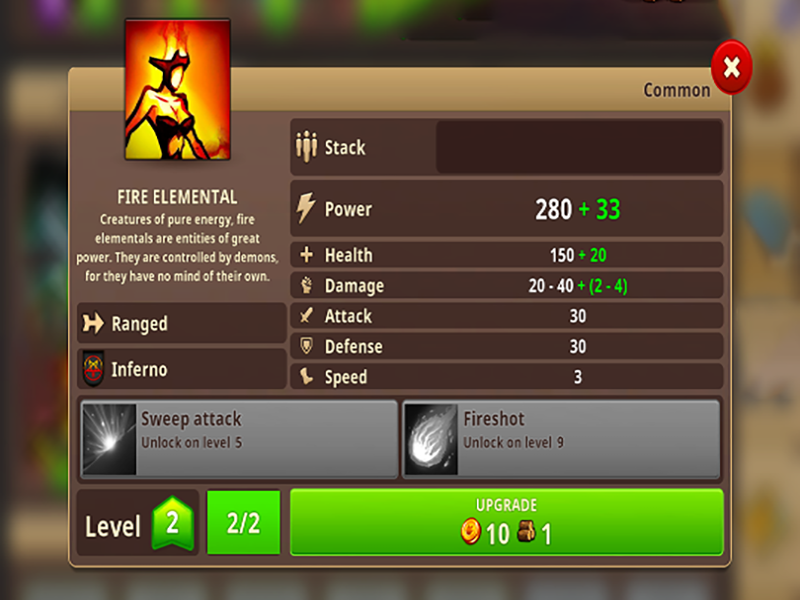 Common
FIRE ELEMENTAL
Creatures of pure energy, fire
elementals are entities of great
power. They are controlled by demons,
for they have no mind of their own.
Ranged
Inferno
Stack
Power 280 + 33
Health 150 + 20
Damage 20 - 40 + (2 - 4)
Attack 30
Defense 30
Speed 3
Sweep attack
Unlock on level 5
Fireshot
Unlock on level 9
Level 2
2/2
UPGRADE
10 1